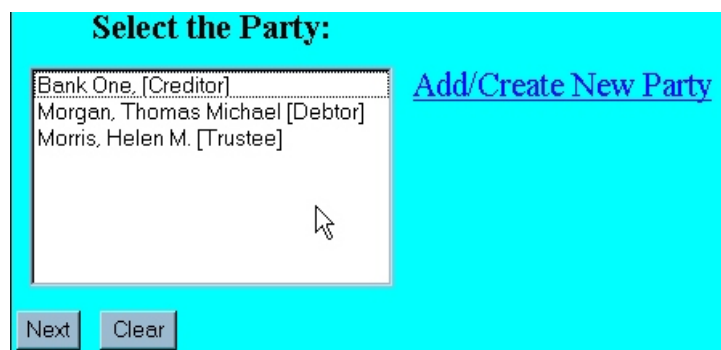 Select the Party:
Bank One, [Creditor]
Morgan, Thomas Michael [Debtor]
Morris, Helen M. [Trustee]
Add/Create New Party
Next
Clear